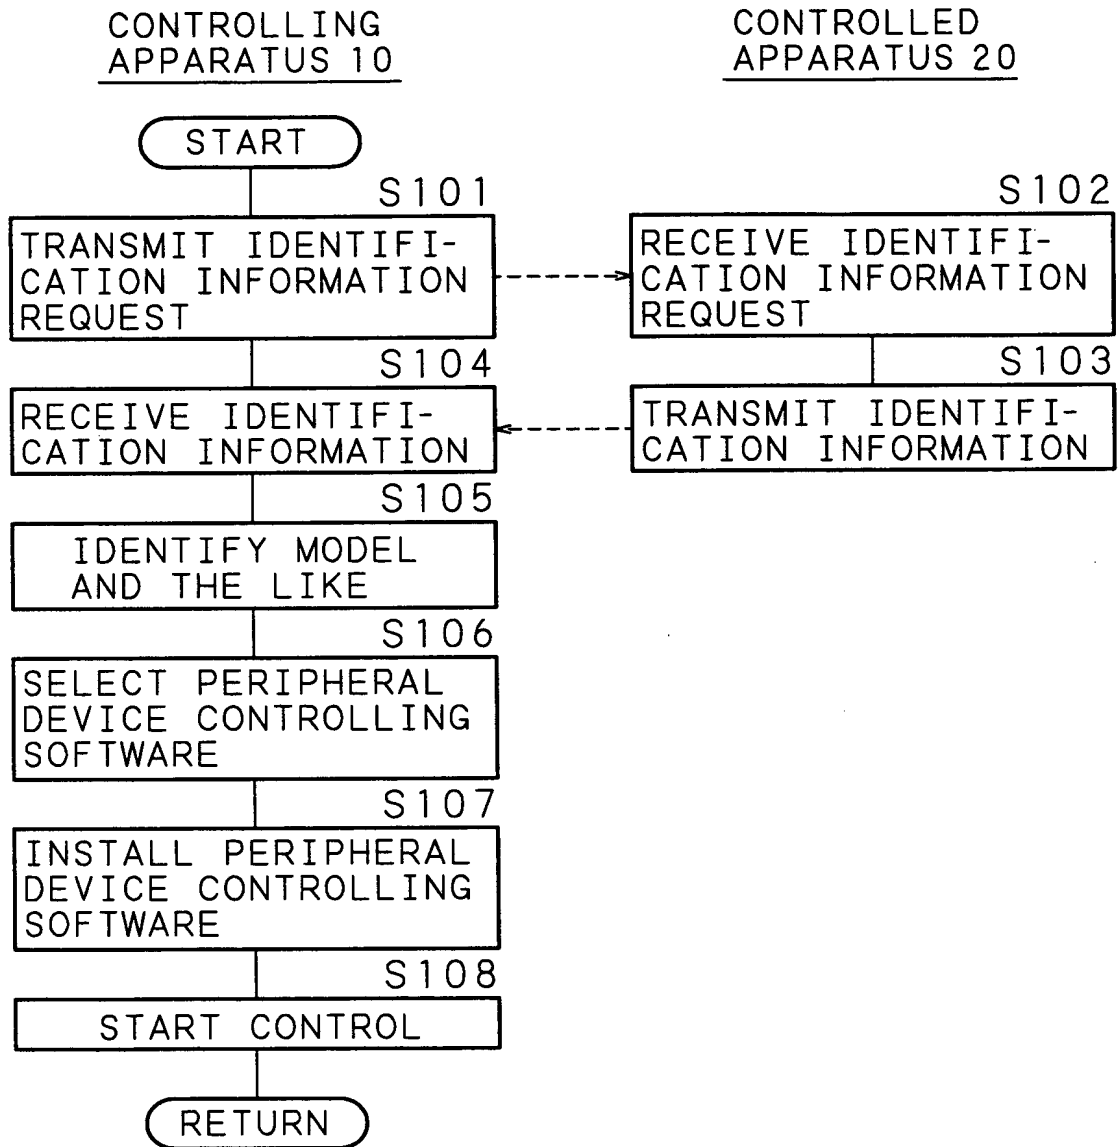 CONTROLLING
APPARATUS 10
CONTROLLED
APPARATUS 20
START
S101
TRANSMIT IDENTIFI-
CATION INFORMATION
REQUEST
S102
RECEIVE IDENTIFI-
CATION INFORMATION
REQUEST
S103
TRANSMIT IDENTIFI-
CATION INFORMATION
S104
RECEIVE IDENTIFI-
CATION INFORMATION
S105
IDENTIFY MODEL
AND THE LIKE
S106
SELECT PERIPHERAL
DEVICE CONTROLLING
SOFTWARE
S107
INSTALL PERIPHERAL
DEVICE CONTROLLING
SOFTWARE
S108
START CONTROL
RETURN